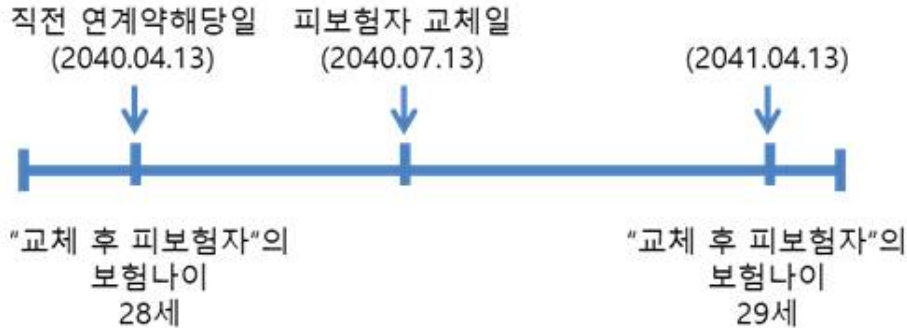 직전 연계약해당일
(2040.04.13)
피보험자 교체일
(2040.07.13)
(2041.04.13)
"교체 후 피보험자"의
보험나이
28세
"교체 후 피보험자"의
보험나이
29세